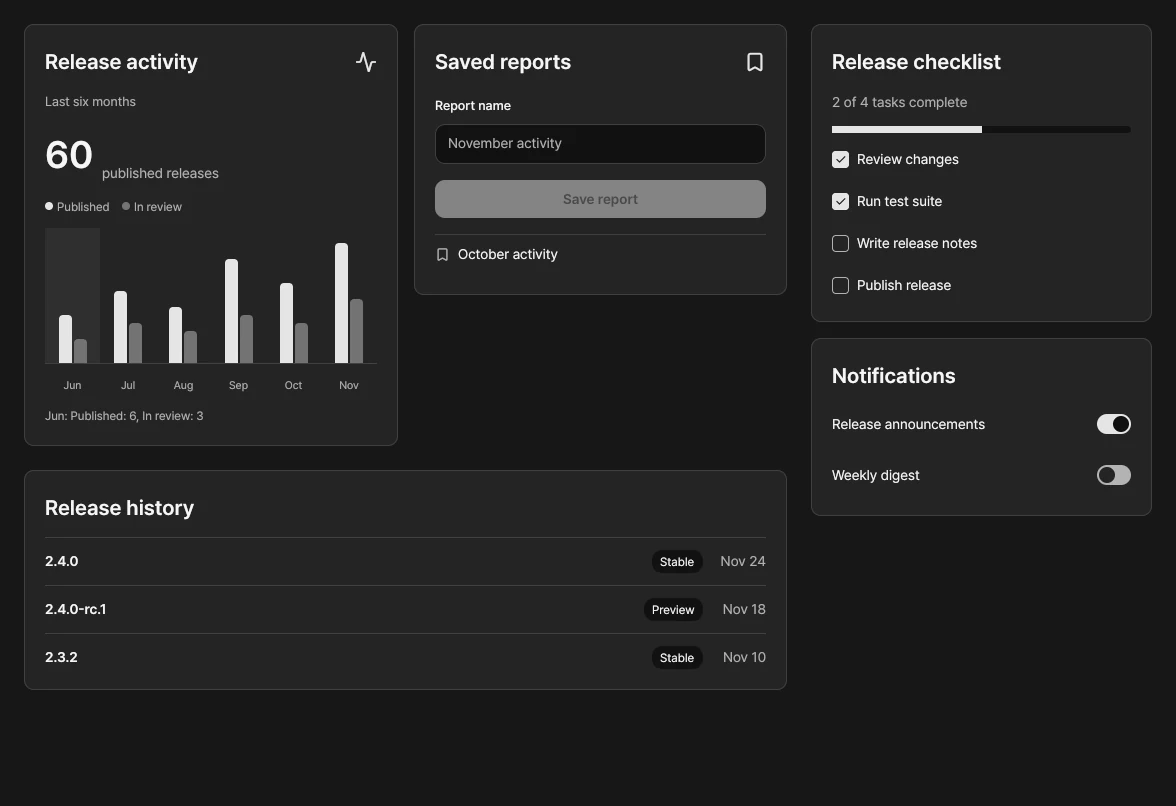 Release activity
Last six months
60 published releases
Published In review
Jun Jul Aug Sep Oct Nov
Jun: Published: 6, In review: 3
Saved reports
Report name
November activity
Save report
October activity
Release checklist
2 of 4 tasks complete
Review changes
Run test suite
Write release notes
Publish release
Notifications
Release announcements
Weekly digest
Release history
2.4.0 Stable Nov 24
2.4.0-rc.1 Preview Nov 18
2.3.2 Stable Nov 10